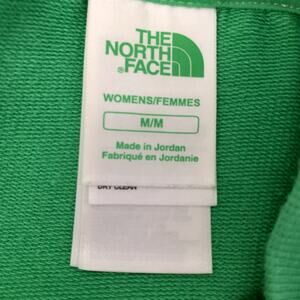 THE
NORTH
FACE
WOMENS/FEMMES
M/M
Made in Jordan
Fabriqué en Jordanie
DRY CLEAN